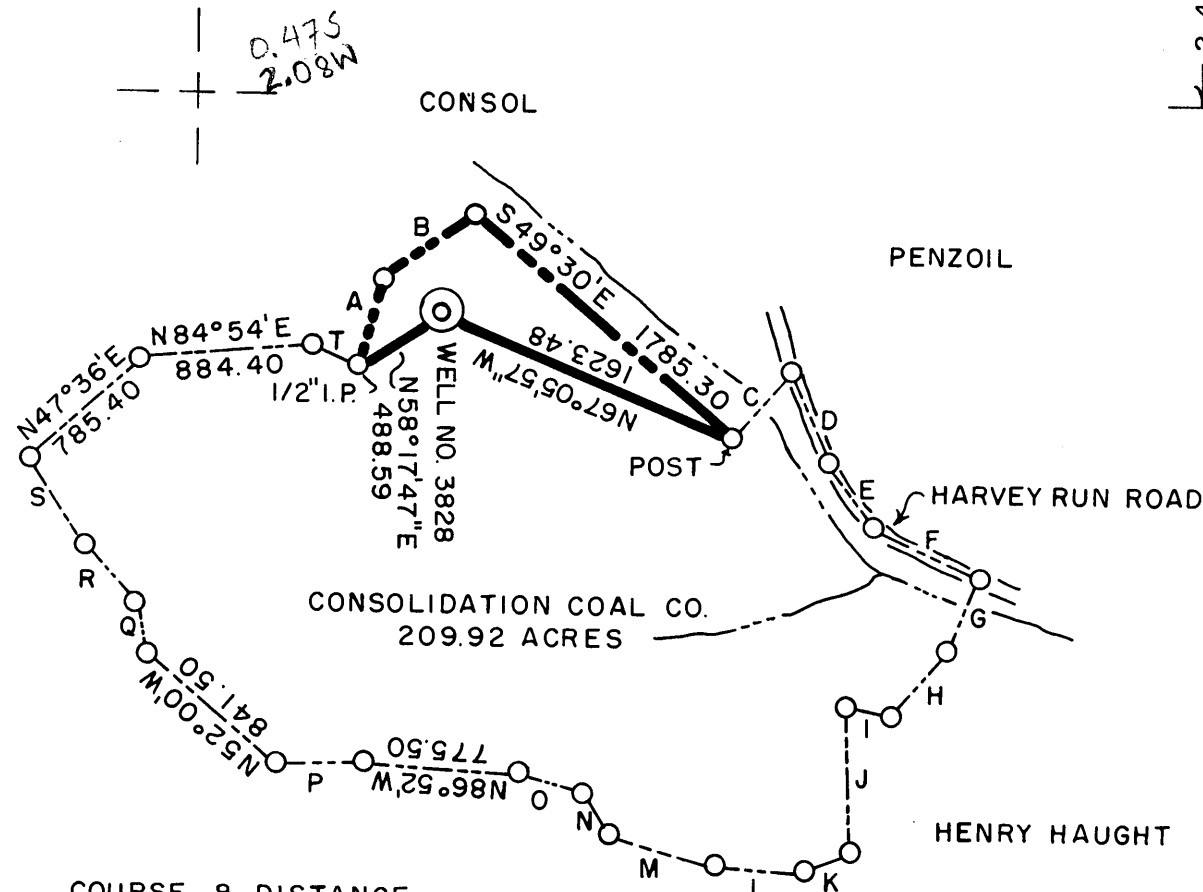 0.47S
2.08W
CONSOL
PENZOIL
B
S 49°30'E 1785.30
A
N 84°54'E
884.40
T
1/2" I.P.
N47°36'E
785.40
N58°17'47"E
488.59
WELL NO. 3828
1623.48
N67°05'57"W
C
POST
D
E
HARVEY RUN ROAD
F
S
R
Q
CONSOLIDATION COAL CO.
209.92 ACRES
G
H
I
J
841.50
N52°00'W
P
775.50
N86°52'W
O
N
M
L
K
HENRY HAUGHT
COURSE & DISTANCE